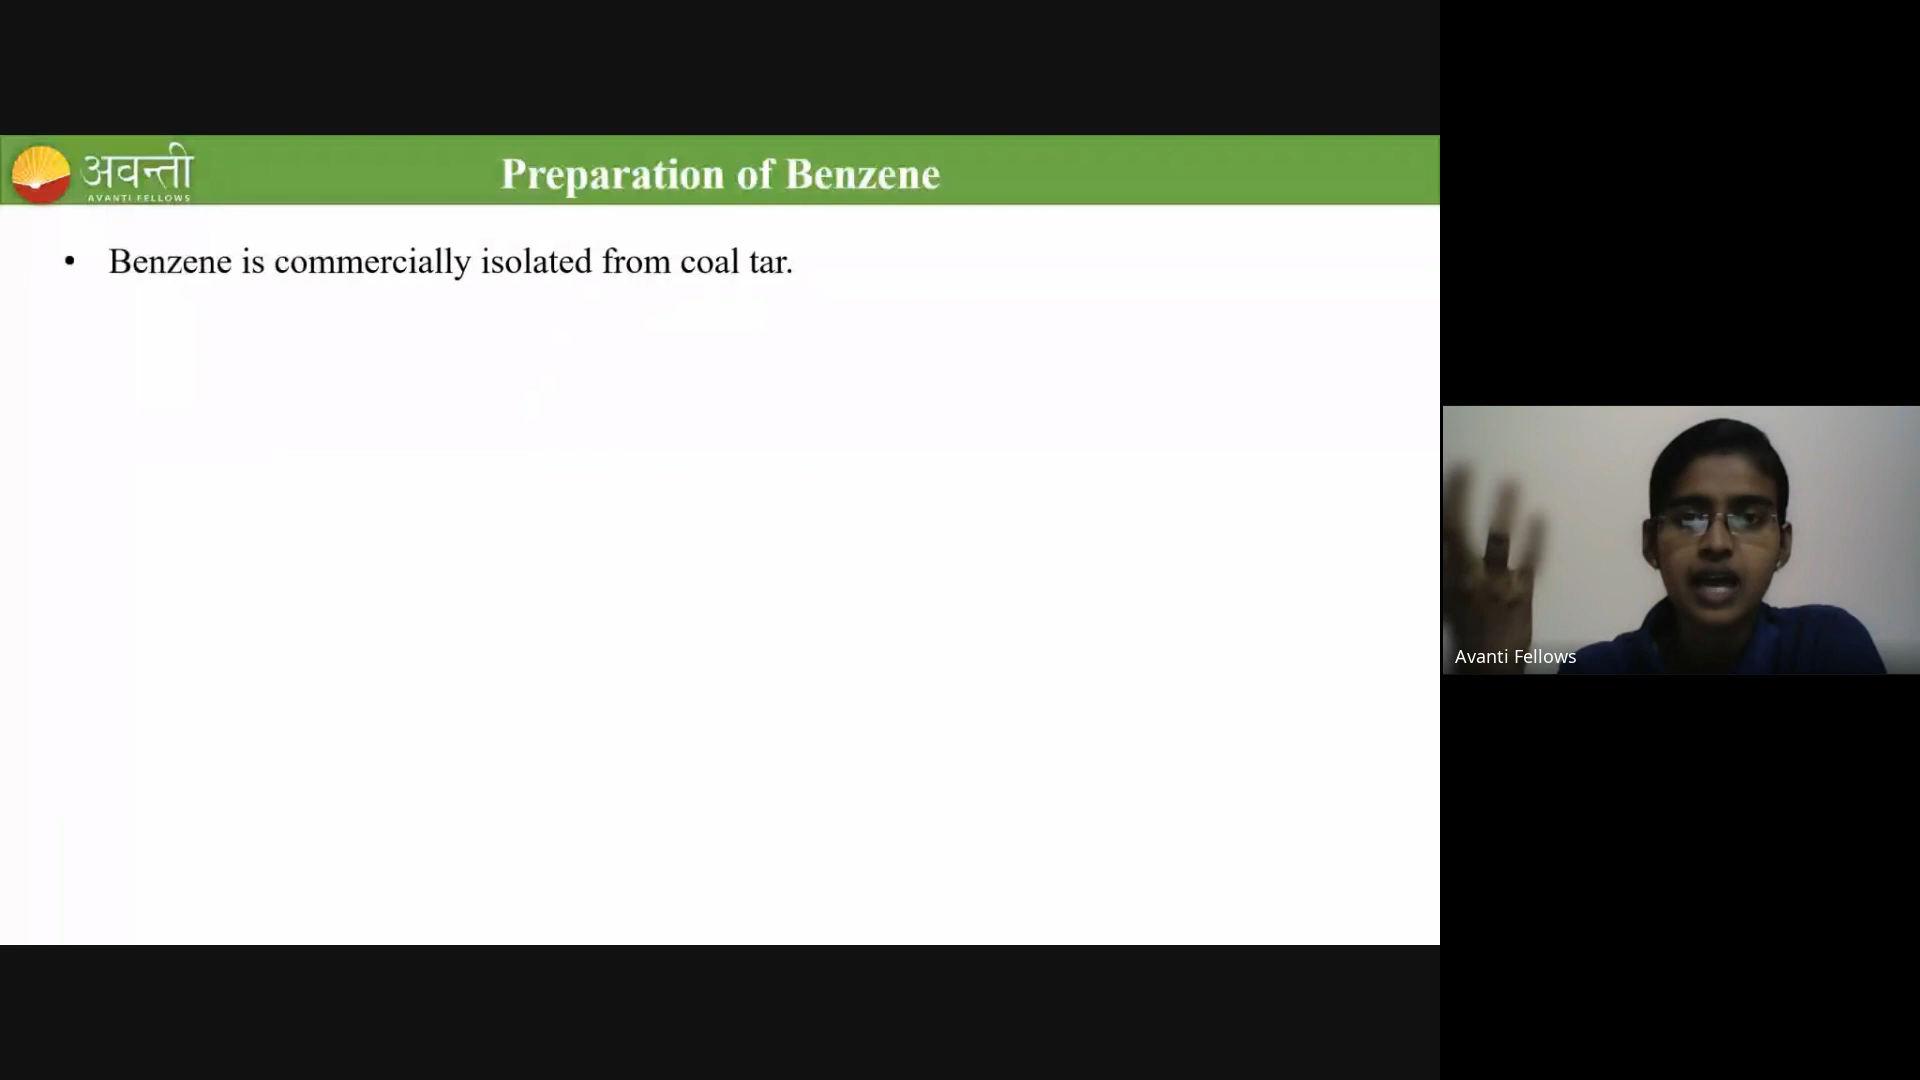 अवन्ती
AVANTI FELLOWS
Preparation of Benzene
• Benzene is commercially isolated from coal tar.
Avanti Fellows